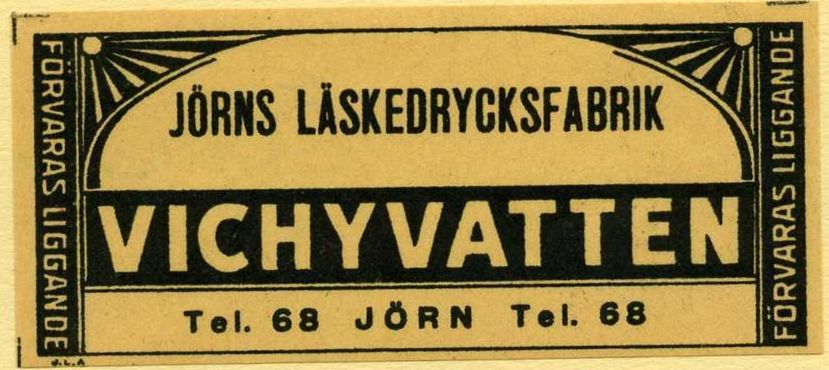 FÖRVARAS LIGGANDE
JÖRNS LÄSKEDRYCKSFABRIK
VICHYVATTEN
Tel. 68 JÖRN Tel. 68
FÖRVARAS LIGGANDE
J.L.A